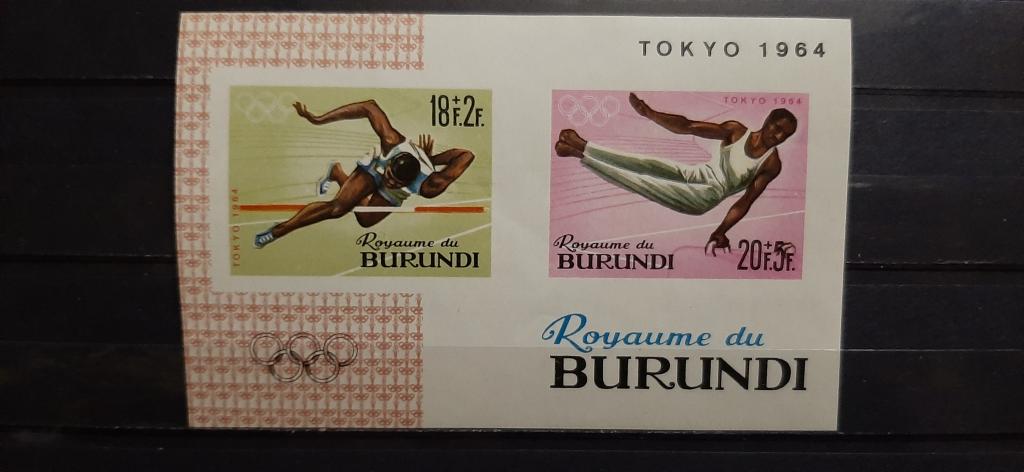 TOKYO 1964
18F.+2F.
TOKYO 1964
Royaume du
BURUNDI
TOKYO 1964
Royaume du
BURUNDI
20F.+5F.
Royaume du
BURUNDI